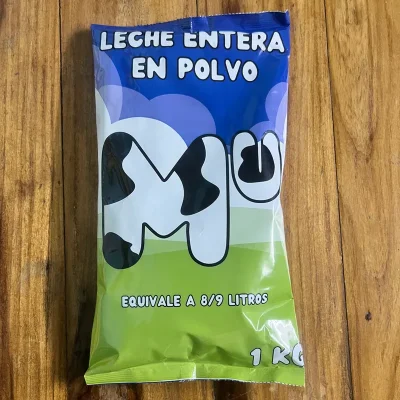 LECHE ENTERA
EN POLVO
MU
EQUIVALE A 8/9 LITROS
1 KG